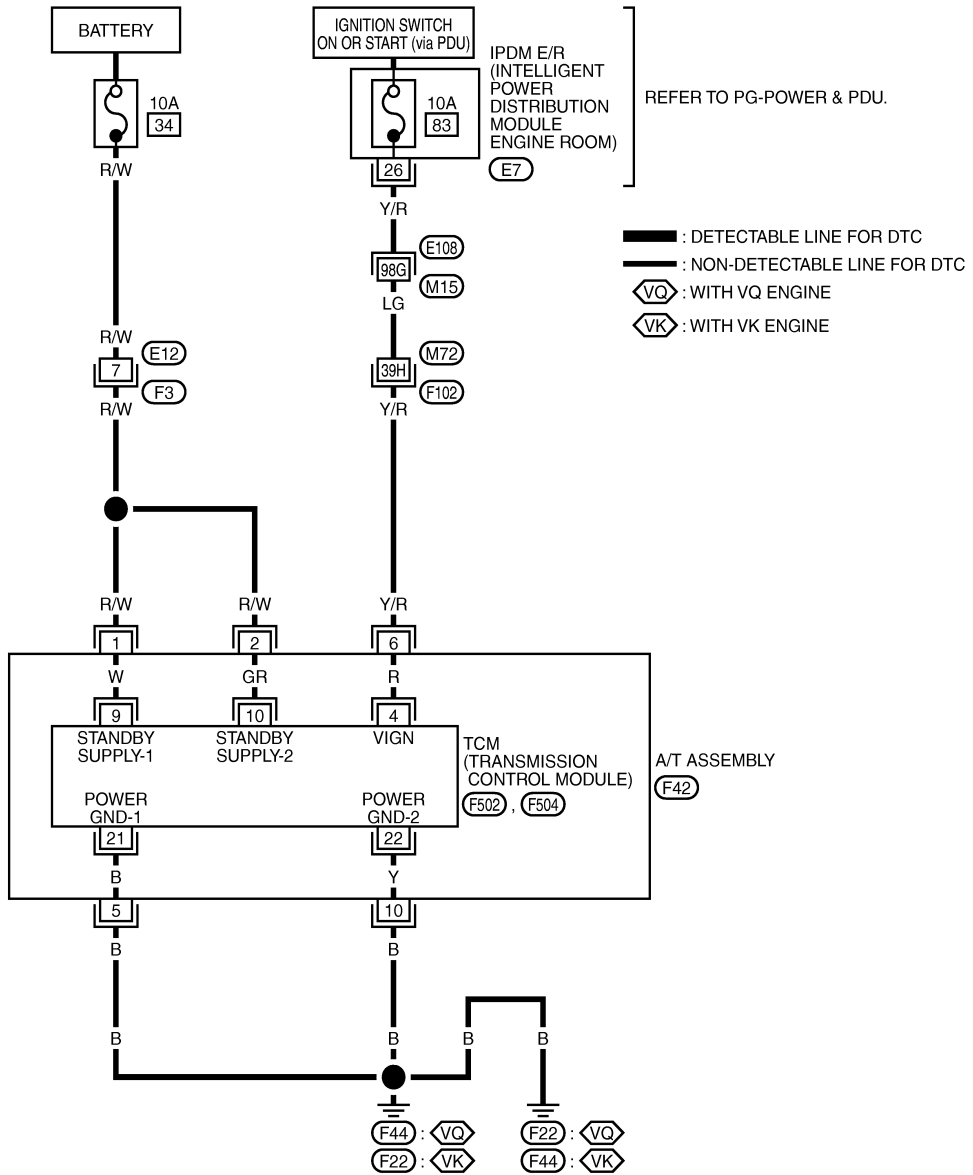 BATTERY
10A
34
R/W
R/W
7
E12
F3
R/W
R/W
R/W
IGNITION SWITCH
ON OR START (via PDU)
10A
83
IPDM E/R
(INTELLIGENT
POWER
DISTRIBUTION
MODULE
ENGINE ROOM)
E7
26
Y/R
98G
E108
M15
LG
39H
M72
F102
Y/R
Y/R
REFER TO PG-POWER & PDU.
: DETECTABLE LINE FOR DTC
: NON-DETECTABLE LINE FOR DTC
VQ : WITH VQ ENGINE
VK : WITH VK ENGINE
1
2
6
W
GR
R
9
10
4
STANDBY
SUPPLY-1
STANDBY
SUPPLY-2
VIGN
TCM
(TRANSMISSION
CONTROL MODULE)
F502 , F504
A/T ASSEMBLY
F42
POWER
GND-1
POWER
GND-2
21
22
B
Y
5
10
B
B
B
B
B
B
F44 : VQ
F22 : VK
F22 : VQ
F44 : VK